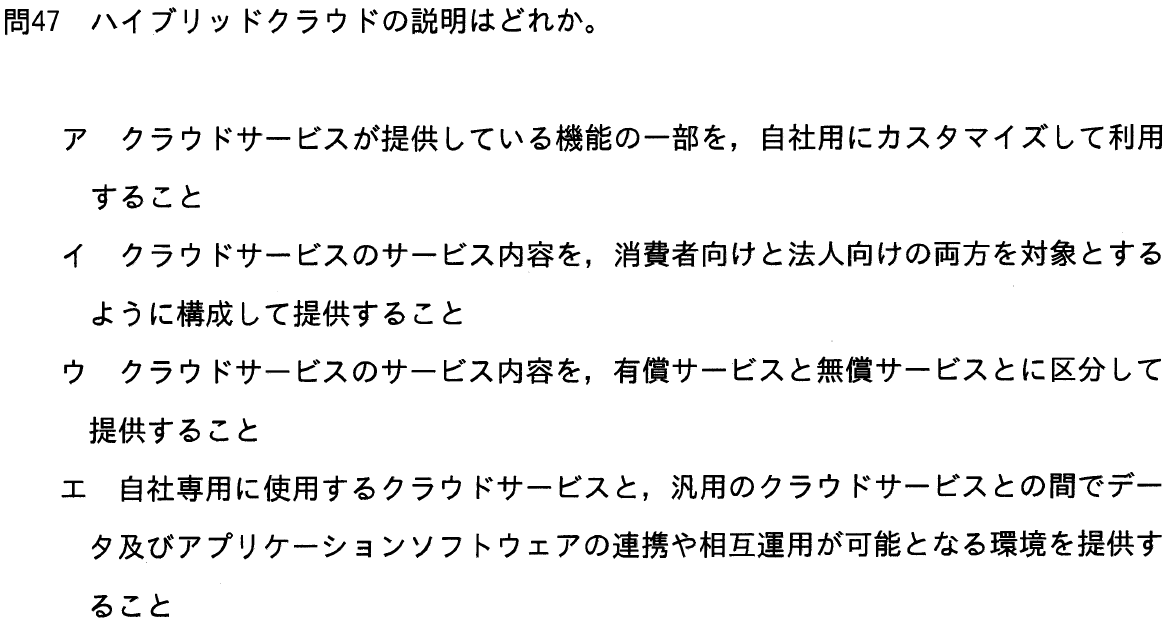 問47　ハイブリッドクラウドの説明はどれか。
ア　クラウドサービスが提供している機能の一部を，自社用にカスタマイズして利用
すること
イ　クラウドサービスのサービス内容を，消費者向けと法人向けの両方を対象とする
ように構成して提供すること
ウ　クラウドサービスのサービス内容を，有償サービスと無償サービスとに区分して
提供すること
エ　自社専用に使用するクラウドサービスと，汎用のクラウドサービスとの間でデー
タ及びアプリケーションソフトウェアの連携や相互運用が可能となる環境を提供す
ること